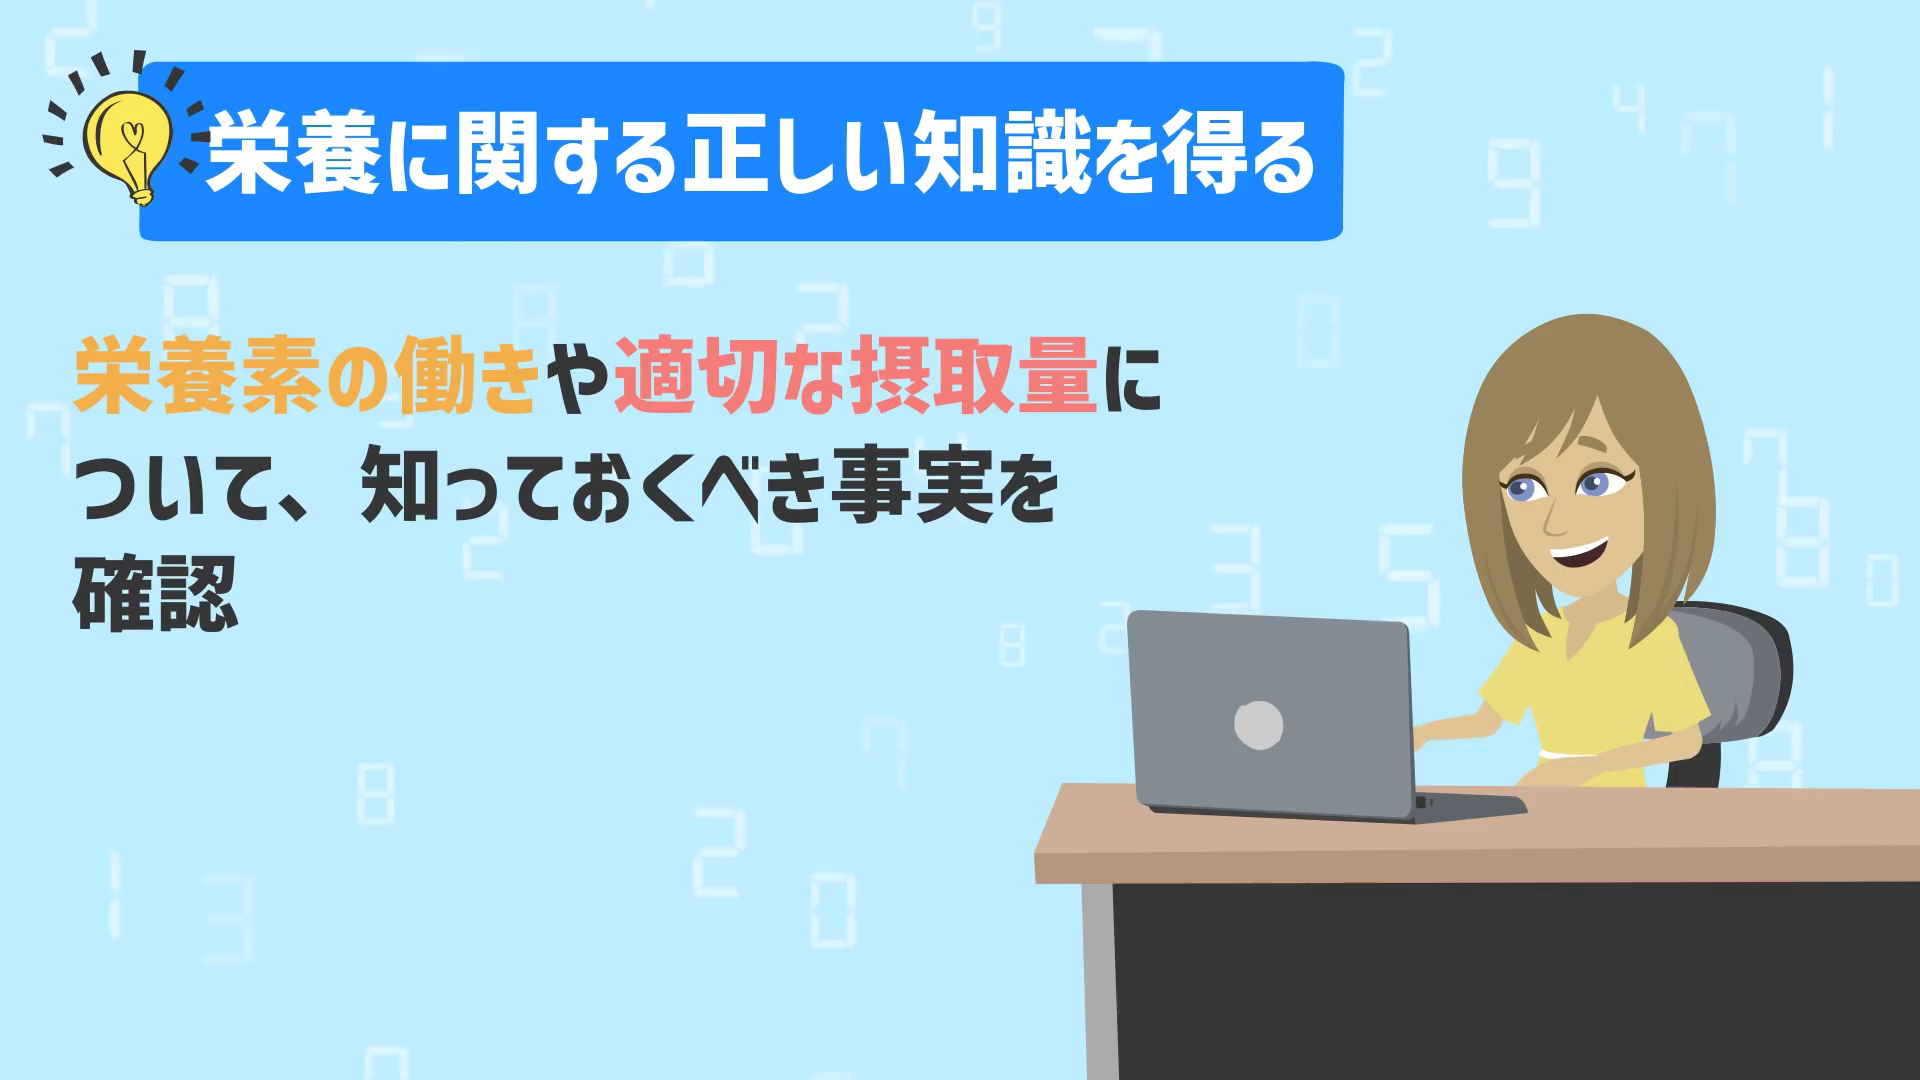 栄養に関する正しい知識を得る
栄養素の働きや適切な摂取量に
ついて、知っておくべき事実を
確認